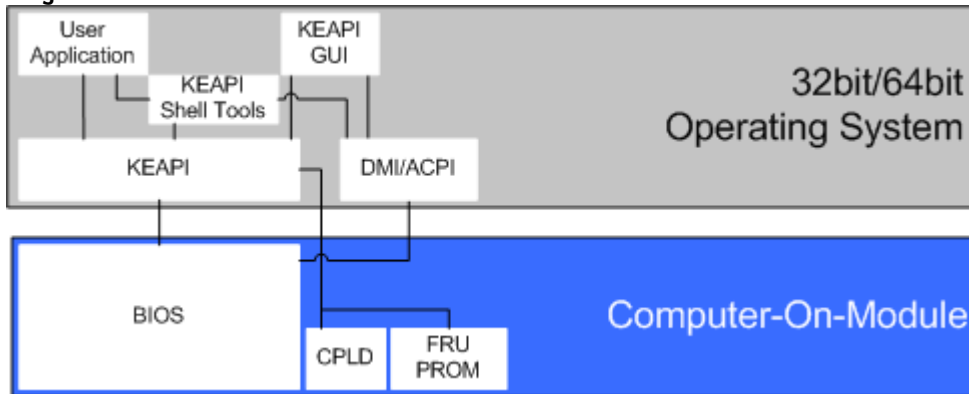 User
Application
KEAPI
GUI
KEAPI
Shell Tools
32bit/64bit
Operating System
KEAPI
DMI/ACPI
BIOS
Computer-On-Module
CPLD
FRU
PROM